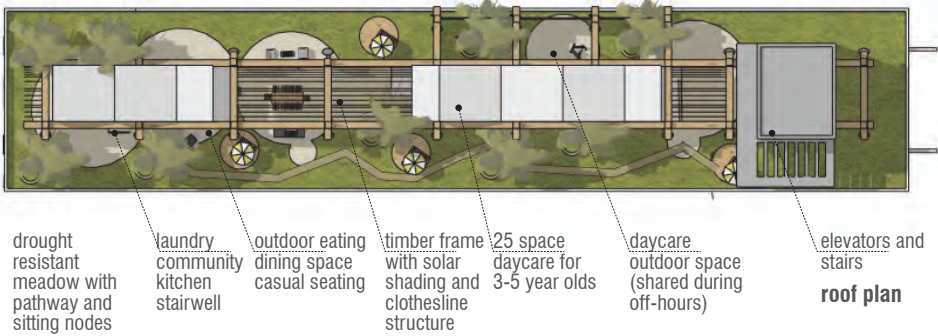 drought
resistant
meadow with
pathway and
sitting nodes
laundry
community
kitchen
stairwell
outdoor eating
dining space
casual seating
timber frame
with solar
shading and
clothesline
structure
25 space
daycare for
3-5 year olds
daycare
outdoor space
(shared during
off-hours)
elevators and
stairs
roof plan